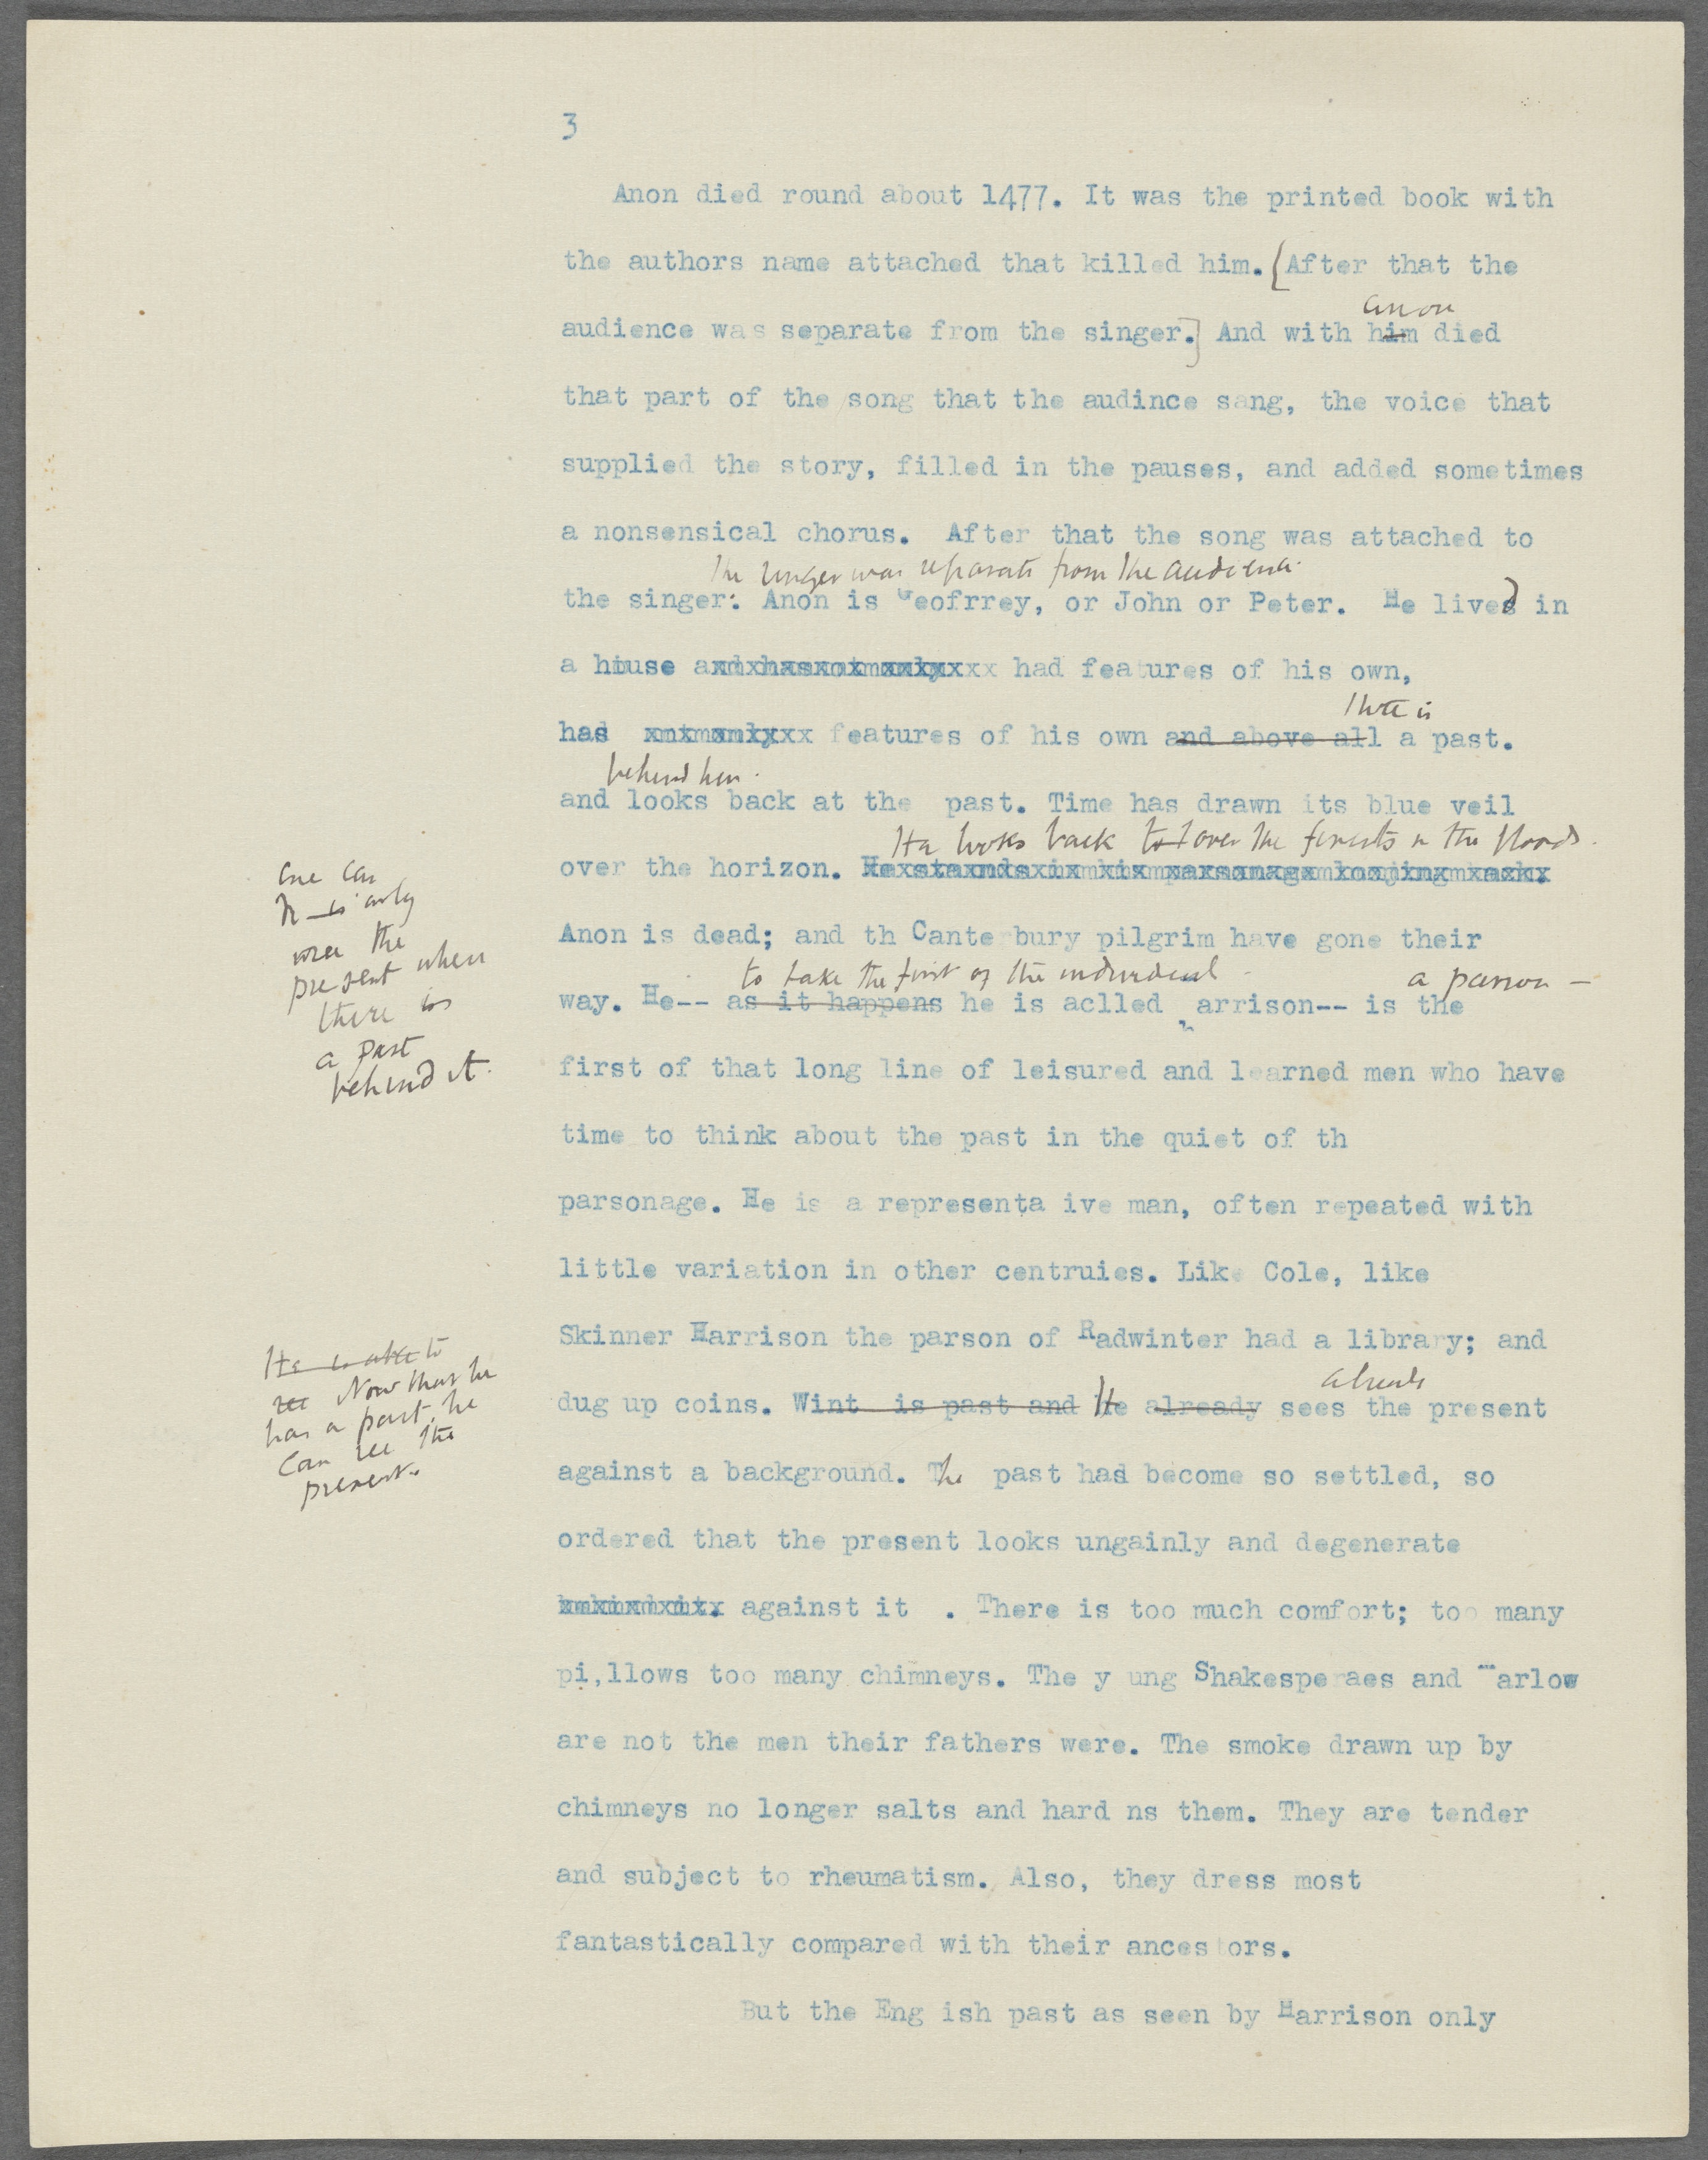 3
Anon died round about 1477. It was the printed book with
the authors name attached that killed him. [After that the
anon
audience was separate from the singer.] And with him died
that part of the song that the audince sang, the voice that
supplied the story, filled in the pauses, and added sometimes
a nonsensical chorus. After that the song was attached to
The singer was separate from the audience.
the singer. Anon is Geofrrey, or John or Peter. He lived in
a hiuse had features of his own,
there is
had features of his own and above all a past.
behind him.
and looks back at the past. Time has drawn its blue veil
He looks back over the forests the floods.
over the horizon.
Anon is dead; and th Canterbury pilgrim have gone their
to take the first of the individual - a parson —
way. He-- as it happens he is aclled harrison-- is the
first of that long line of leisured and learned men who have
time to think about the past in the quiet of th
parsonage. He is a representa ive man, often repeated with
little variation in other centruies. Like Cole, like
Skinner Harrison the parson of Radwinter had a library; and
already
dug up coins. Wint is past and He already sees the present
against a background. The past had become so settled, so
ordered that the present looks ungainly and degenerate
against it . There is too much comfort; too many
pi,llows too many chimneys. The y ung Shakesperaes and marlow
are not the men their fathers were. The smoke drawn up by
chimneys no longer salts and hard ns them. They are tender
and subject to rheumatism. Also, they dress most
fantastically compared with their ancestors.
But the Eng ish past as seen by Harrison only
one can
It is only
see the
present when
there is
a past
behind it.
He is able to
see Now that he
has a past, he
can see the
present.